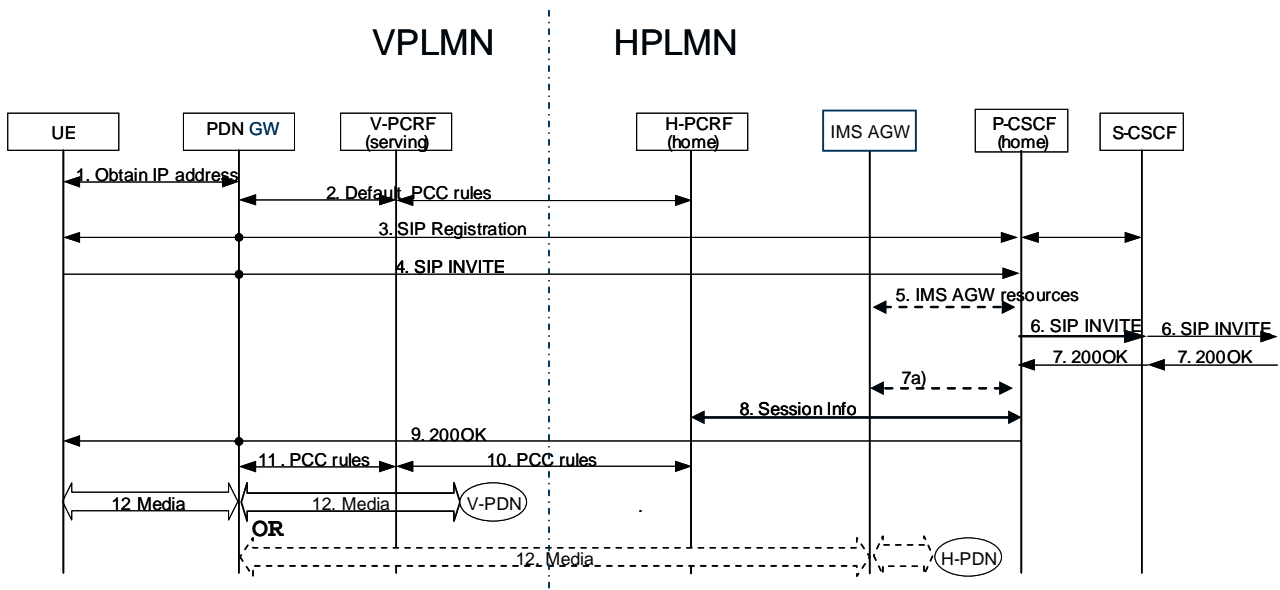 VPLMN HPLMN
UE
PDN GW
V-PCRF
(serving)
H-PCRF
(home)
IMS AGW
P-CSCF
(home)
S-CSCF
1. Obtain IP address
2. Default PCC rules
3. SIP Registration
4. SIP INVITE
5. IMS AGW resources
6. SIP INVITE
6. SIP INVITE
7. 200OK
7. 200OK
7a)
8. Session Info
9. 200OK
11. PCC rules
10. PCC rules
12 Media
12. Media
V-PDN
OR
12. Media
H-PDN